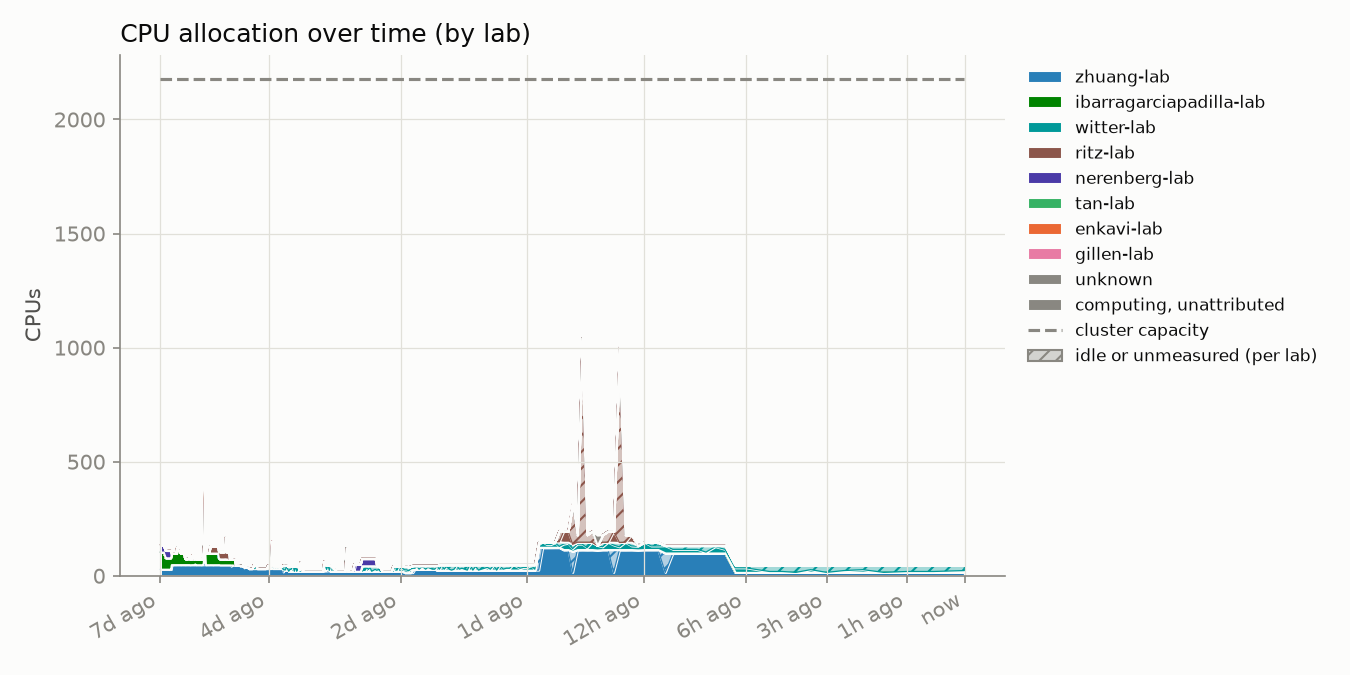 CPU allocation over time (by lab)
CPUs
2000
1500
1000
500
0
7d ago
4d ago
2d ago
1d ago
12h ago
6h ago
3h ago
1h ago
now
zhuang-lab
ibarragarciapadilla-lab
witter-lab
ritz-lab
nerenberg-lab
tan-lab
enkavi-lab
gillen-lab
unknown
computing, unattributed
cluster capacity
idle or unmeasured (per lab)